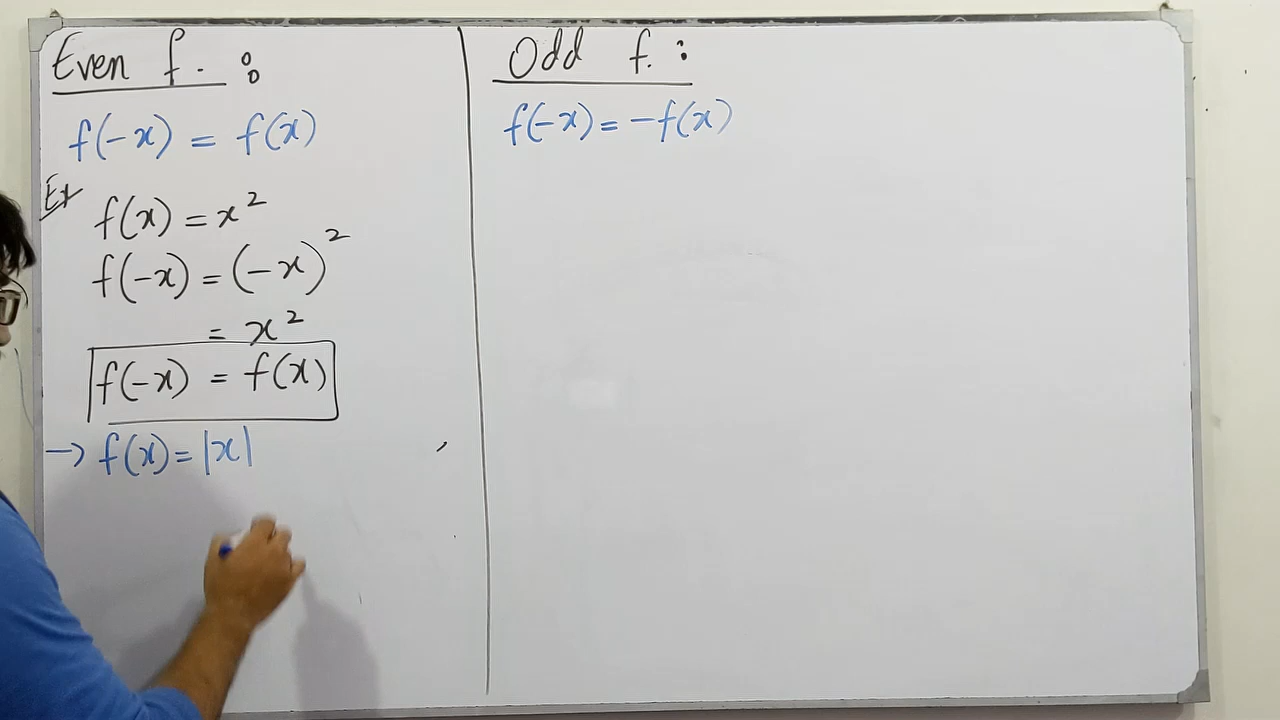 Even f. :
f(-x) = f(x)
Ex
f(x) = x²
f(-x) = (-x)²
= x²
f(-x) = f(x)
→ f(x) = |x|
Odd f. :
f(-x) = -f(x)